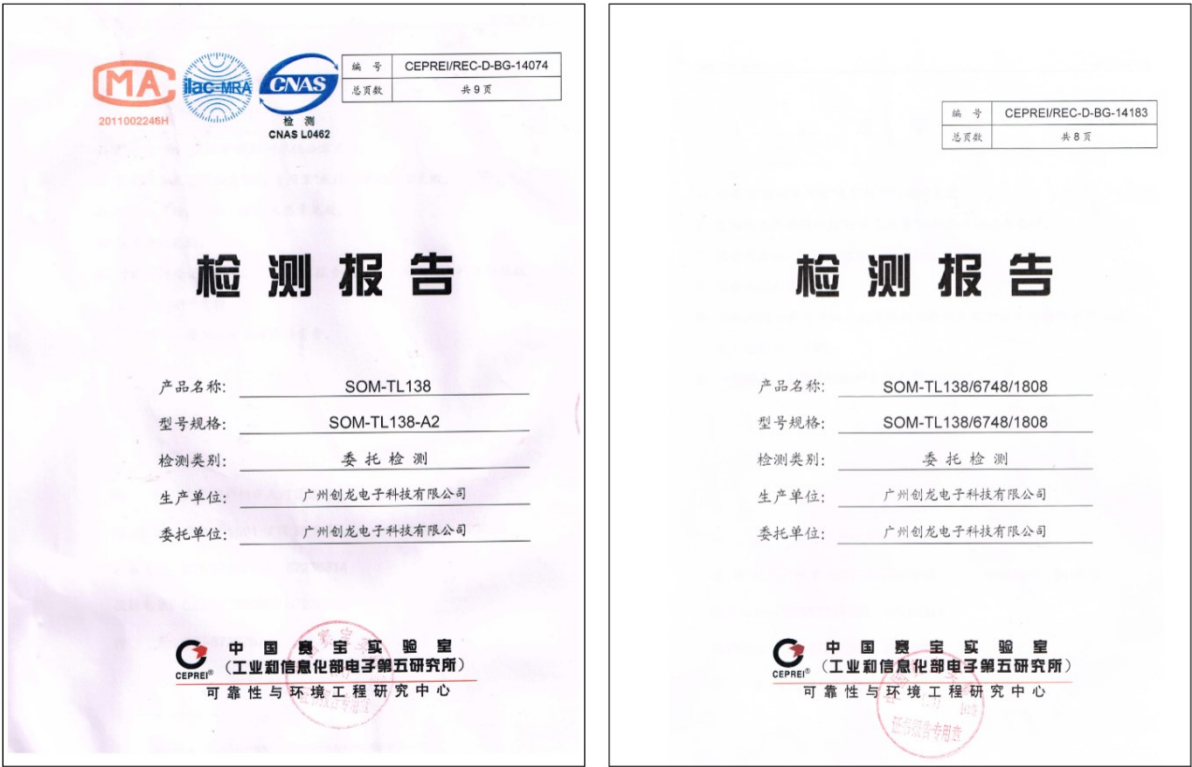 MA
2011002246H
ilac-MRA
CNAS
检 测
CNAS L0462
编 号 CEPREI/REC-D-BG-14074
总页数 共 9 页
检测报告
产品名称: SOM-TL138
型号规格: SOM-TL138-A2
检测类别: 委托检测
生产单位: 广州创龙电子科技有限公司
委托单位: 广州创龙电子科技有限公司
CEPREI®
中国赛宝实验室
(工业和信息化部电子第五研究所)
可靠性与环境工程研究中心
编 号 CEPREI/REC-D-BG-14183
总页数 共 8 页
检测报告
产品名称: SOM-TL138/6748/1808
型号规格: SOM-TL138/6748/1808
检测类别: 委托检测
生产单位: 广州创龙电子科技有限公司
委托单位: 广州创龙电子科技有限公司
CEPREI®
中国赛宝实验室
(工业和信息化部电子第五研究所)
可靠性与环境工程研究中心